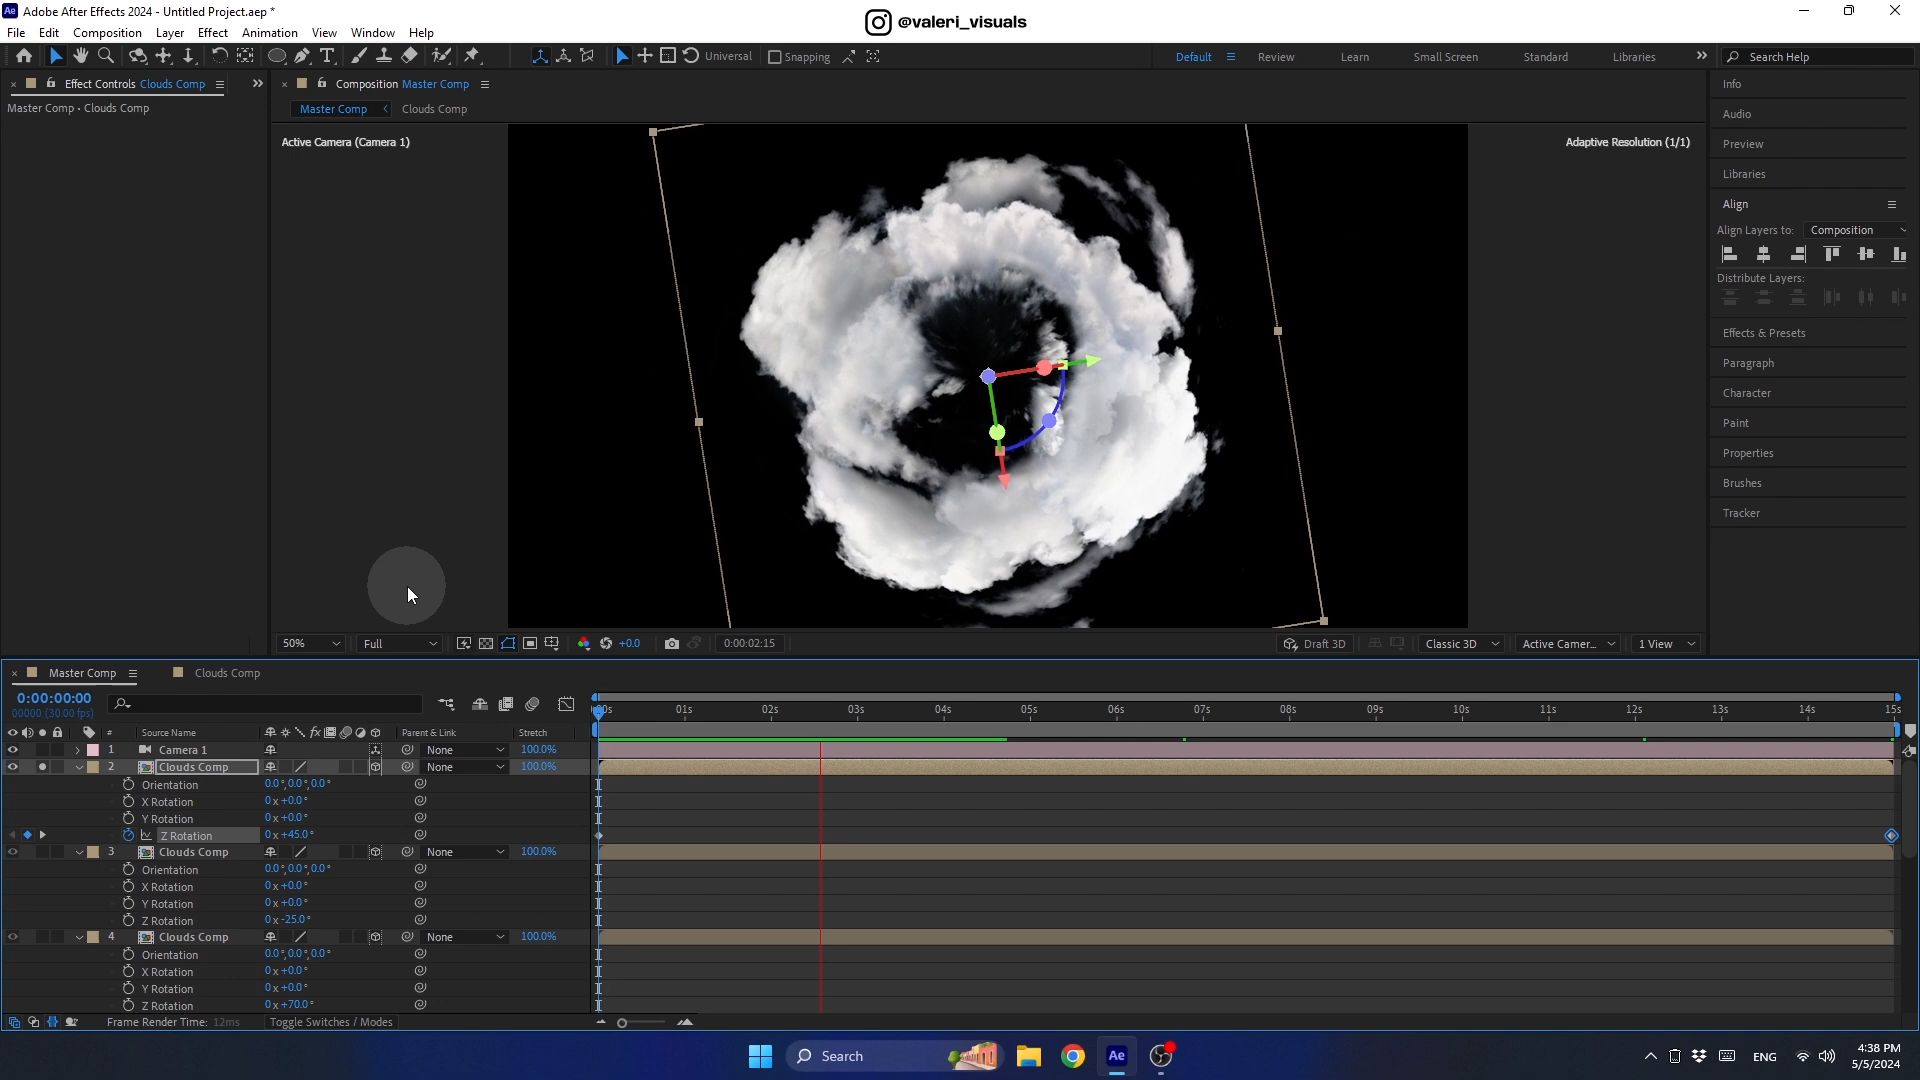 Adobe After Effects 2024 - Untitled Project.aep *
@valeri_visuals
File Edit Composition Layer Effect Animation View Window Help
Universal Snapping Default Review Learn Small Screen Standard Libraries Search Help
Effect Controls Clouds Comp
Composition Master Comp
Master Comp • Clouds Comp
Master Comp Clouds Comp
Active Camera (Camera 1)
Adaptive Resolution (1/1)
Info
Audio
Preview
Libraries
Align
Align Layers to: Composition
Distribute Layers:
Effects & Presets
Paragraph
Character
Paint
Properties
Brushes
Tracker
50% Full +0.0 0:00:02:15 Draft 3D Classic 3D Active Camer... 1 View
Master Comp Clouds Comp
0:00:00:00
00000 (30.00 fps)
01s 02s 03s 04s 05s 06s 07s 08s 09s 10s 11s 12s 13s 14s 15s
# Source Name fx Parent & Link Stretch
1 Camera 1 None 100.0%
2 Clouds Comp None 100.0%
Orientation 0.0°,0.0°,0.0°
X Rotation 0x+0.0°
Y Rotation 0x+0.0°
Z Rotation 0x+45.0°
3 Clouds Comp None 100.0%
Orientation 0.0°,0.0°,0.0°
X Rotation 0x+0.0°
Y Rotation 0x+0.0°
Z Rotation 0x-25.0°
4 Clouds Comp None 100.0%
Orientation 0.0°,0.0°,0.0°
X Rotation 0x+0.0°
Y Rotation 0x+0.0°
Z Rotation 0x+70.0°
Frame Render Time: 12ms Toggle Switches / Modes
Search Ae ENG 4:38 PM
5/5/2024